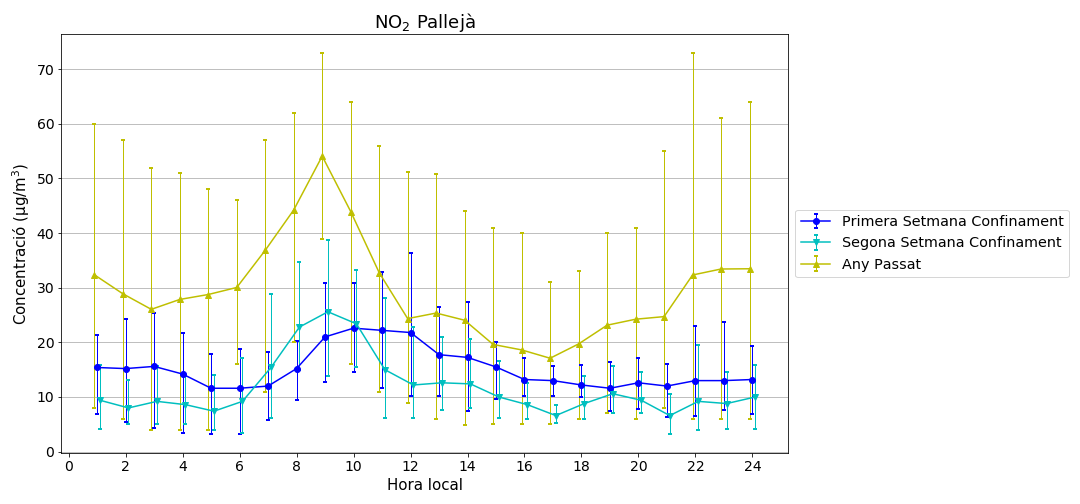 NO₂ Pallejà
Concentració (µg/m³)
70
60
50
40
30
20
10
0
0 2 4 6 8 10 12 14 16 18 20 22 24
Hora local
Primera Setmana Confinament
Segona Setmana Confinament
Any Passat